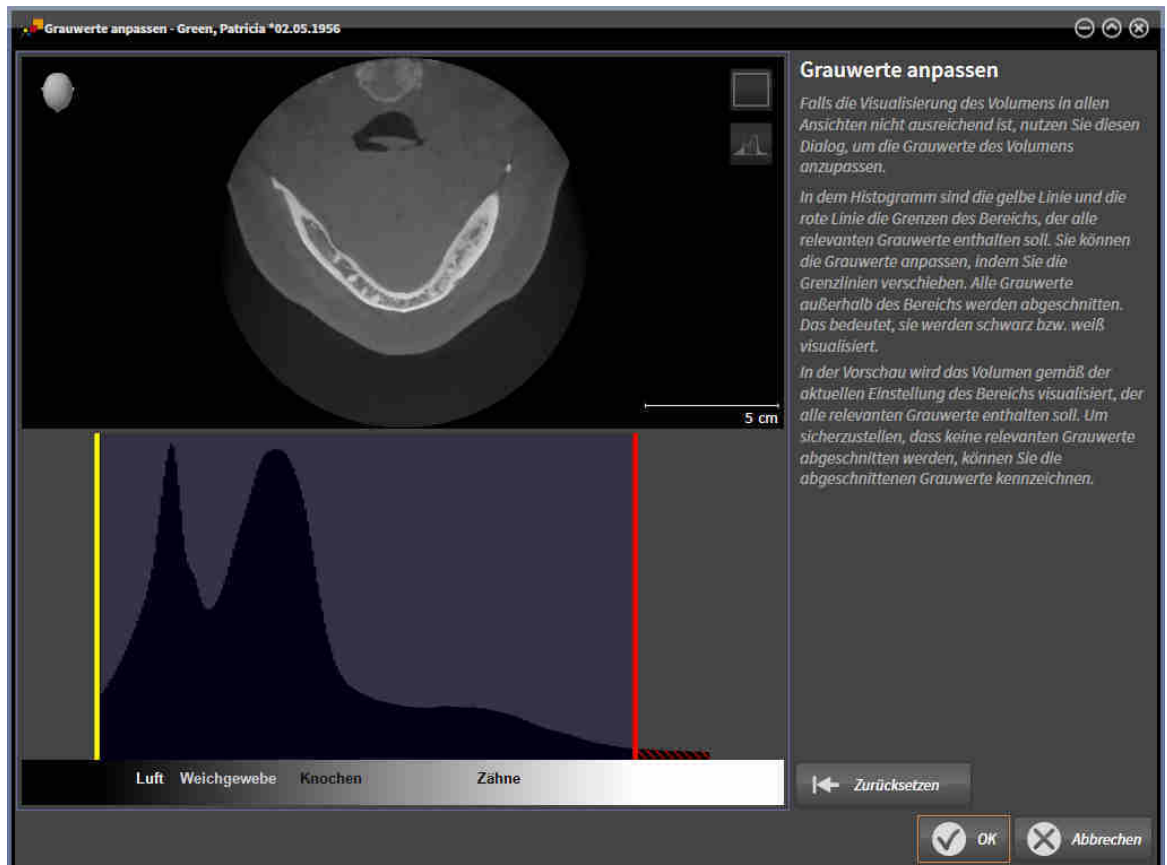 Grauwerte anpassen - Green, Patricia *02.05.1956
Grauwerte anpassen
Falls die Visualisierung des Volumens in allen
Ansichten nicht ausreichend ist, nutzen Sie diesen
Dialog, um die Grauwerte des Volumens
anzupassen.
In dem Histogramm sind die gelbe Linie und die
rote Linie die Grenzen des Bereichs, der alle
relevanten Grauwerte enthalten soll. Sie können
die Grauwerte anpassen, indem Sie die
Grenzlinien verschieben. Alle Grauwerte
außerhalb des Bereichs werden abgeschnitten.
Das bedeutet, sie werden schwarz bzw. weiß
visualisiert.
In der Vorschau wird das Volumen gemäß der
aktuellen Einstellung des Bereichs visualisiert, der
alle relevanten Grauwerte enthalten soll. Um
sicherzustellen, dass keine relevanten Grauwerte
abgeschnitten werden, können Sie die
abgeschnittenen Grauwerte kennzeichnen.
5 cm
Luft Weichgewebe Knochen Zähne
Zurücksetzen
OK Abbrechen